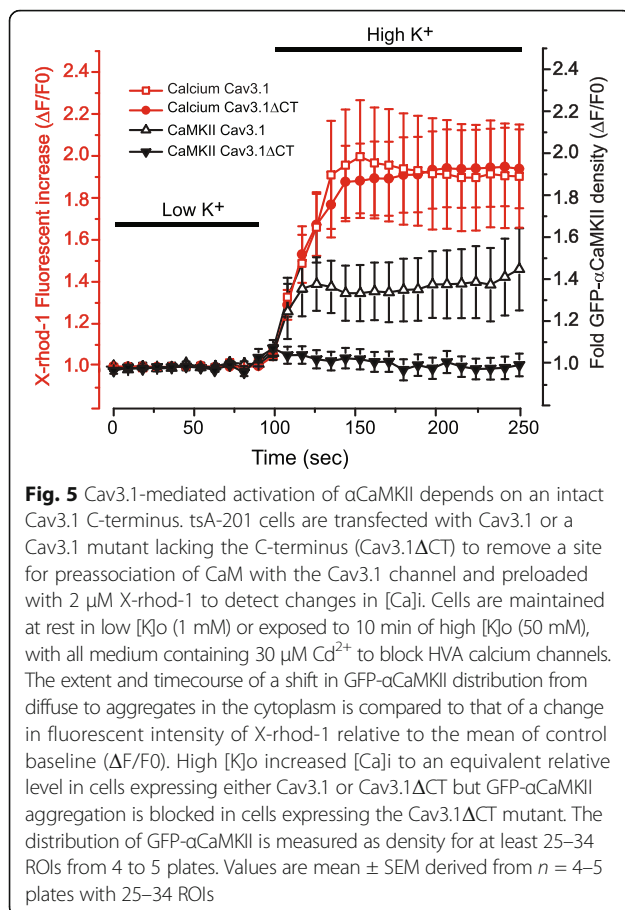 High K+
2.4
2.2
2.0
1.8
1.6
1.4
1.2
1.0
X-rhod-1 Fluorescent increase (ΔF/F0)
Calcium Cav3.1
Calcium Cav3.1ΔCT
CaMKII Cav3.1
CaMKII Cav3.1ΔCT
Low K+
2.4
2.2
2.0
1.8
1.6
1.4
1.2
1.0
Fold GFP-αCaMKII density (ΔF/F0)
0 50 100 150 200 250
Time (sec)
Fig. 5 Cav3.1-mediated activation of αCaMKII depends on an intact
Cav3.1 C-terminus. tsA-201 cells are transfected with Cav3.1 or a
Cav3.1 mutant lacking the C-terminus (Cav3.1ΔCT) to remove a site
for preassociation of CaM with the Cav3.1 channel and preloaded
with 2 μM X-rhod-1 to detect changes in [Ca]i. Cells are maintained
at rest in low [K]o (1 mM) or exposed to 10 min of high [K]o (50 mM),
with all medium containing 30 μM Cd2+ to block HVA calcium channels.
The extent and timecourse of a shift in GFP-αCaMKII distribution from
diffuse to aggregates in the cytoplasm is compared to that of a change
in fluorescent intensity of X-rhod-1 relative to the mean of control
baseline (ΔF/F0). High [K]o increased [Ca]i to an equivalent relative
level in cells expressing either Cav3.1 or Cav3.1ΔCT but GFP-αCaMKII
aggregation is blocked in cells expressing the Cav3.1ΔCT mutant. The
distribution of GFP-αCaMKII is measured as density for at least 25–34
ROIs from 4 to 5 plates. Values are mean ± SEM derived from n = 4–5
plates with 25–34 ROIs